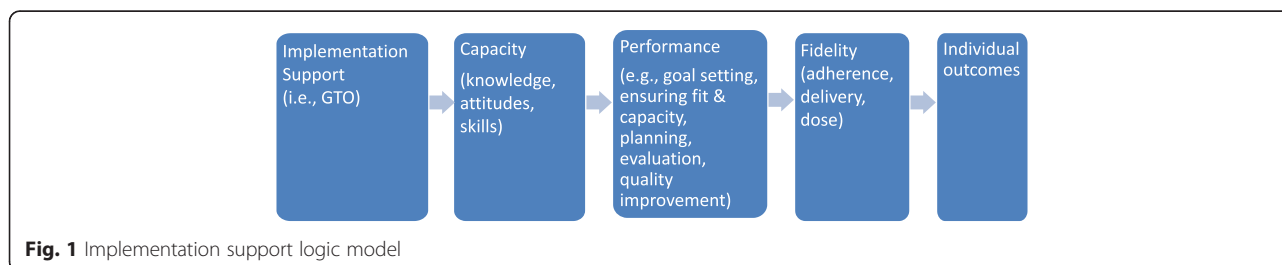 Implementation
Support
(i.e., GTO)
Capacity
(knowledge,
attitudes,
skills)
Performance
(e.g., goal setting,
ensuring fit &
capacity,
planning,
evaluation,
quality
improvement)
Fidelity
(adherence,
delivery,
dose)
Individual
outcomes
Fig. 1 Implementation support logic model